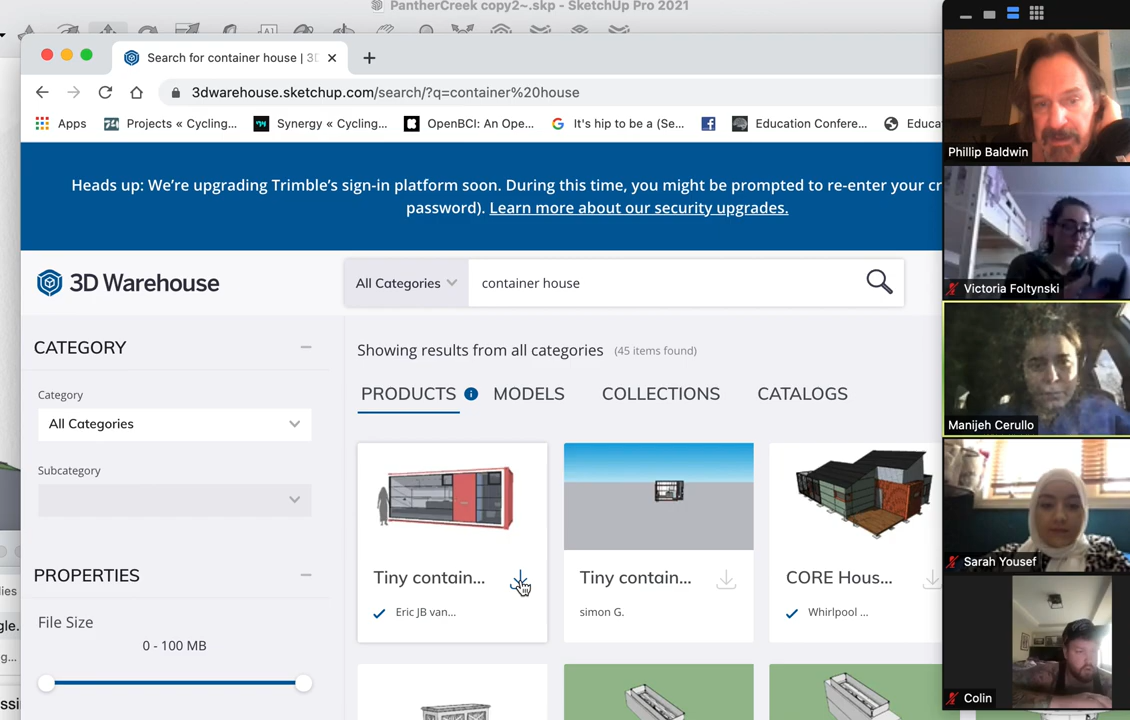 PantherCreek copy2~.skp - SketchUp Pro 2021
Search for container house | 3D
3dwarehouse.sketchup.com/search/?q=container%20house
Apps
Projects « Cycling...
Synergy « Cycling...
OpenBCI: An Ope...
It's hip to be a (Se...
Education Confere...
Educa
Heads up: We're upgrading Trimble's sign-in platform soon. During this time, you might be prompted to re-enter your cr
password). Learn more about our security upgrades.
3D Warehouse
All Categories
container house
CATEGORY
Category
All Categories
Subcategory
PROPERTIES
File Size
0 - 100 MB
Showing results from all categories (45 items found)
PRODUCTS
MODELS
COLLECTIONS
CATALOGS
Tiny contain...
Eric JB van...
Tiny contain...
simon G.
CORE Hous...
Whirlpool ...
Phillip Baldwin
Victoria Foltynski
Manijeh Cerullo
Sarah Yousef
Colin